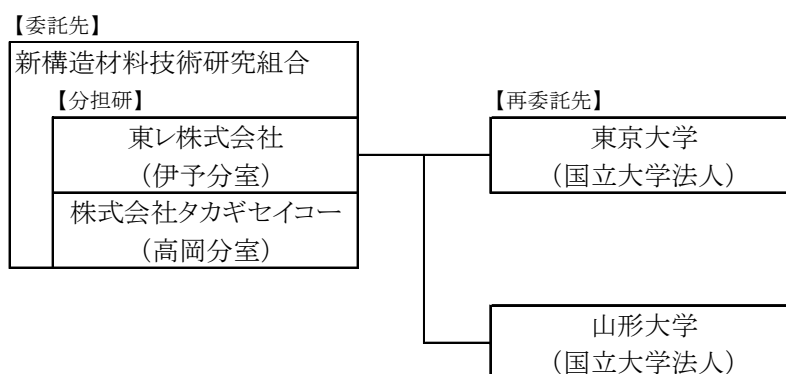 【委託先】
新構造材料技術研究組合
【分担研】
東レ株式会社
(伊予分室)
株式会社タカギセイコー
(高岡分室)
【再委託先】
東京大学
(国立大学法人)
山形大学
(国立大学法人)